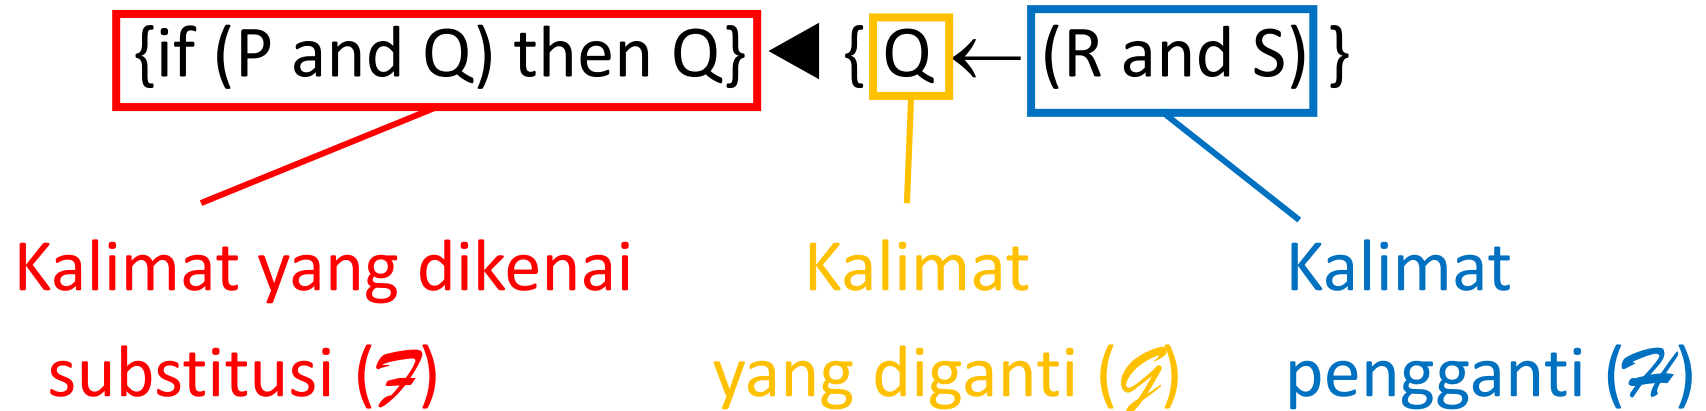 {if (P and Q) then Q} ◀ { Q ← (R and S) }
Kalimat yang dikenai
substitusi (ℱ)
Kalimat
yang diganti (𝒢)
Kalimat
pengganti (ℋ)